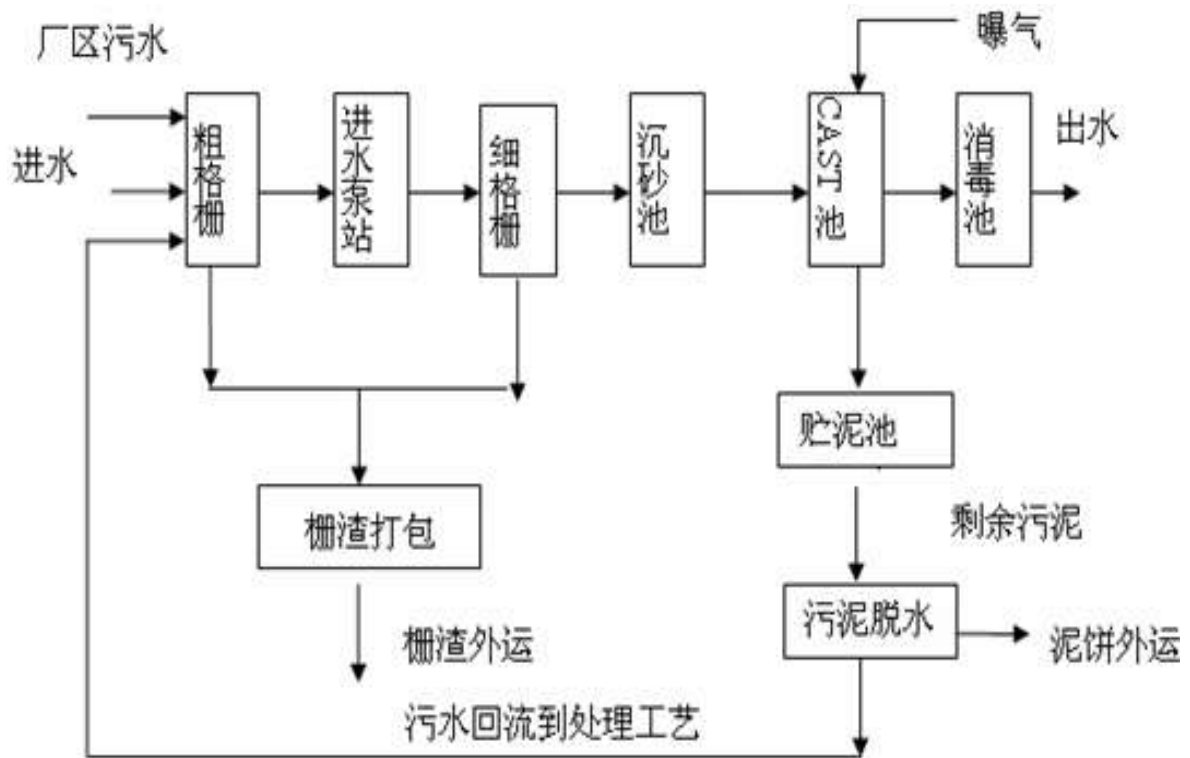 厂区污水
曝气
进水
粗格栅
进水泵站
细格栅
沉砂池
CAST池
消毒池
出水
贮泥池
栅渣打包
剩余污泥
污泥脱水
栅渣外运
泥饼外运
污水回流到处理工艺